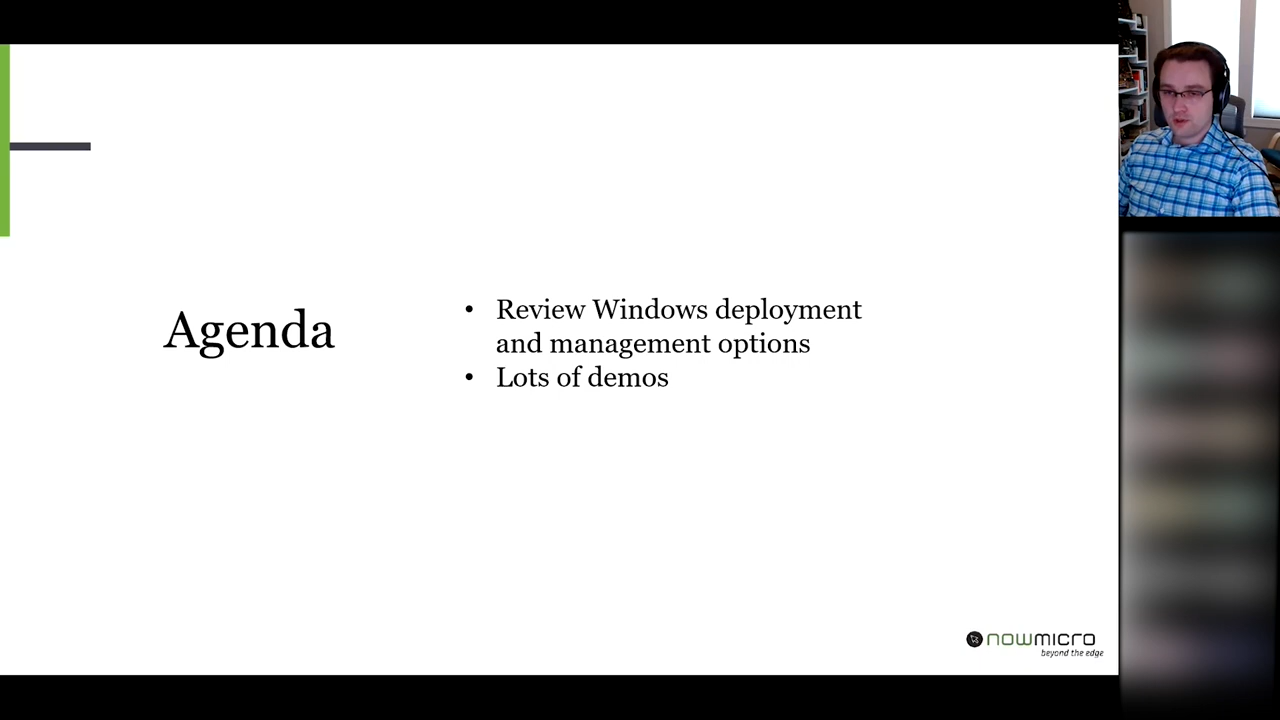 Agenda
• Review Windows deployment
and management options
• Lots of demos
nowmicro
beyond the edge